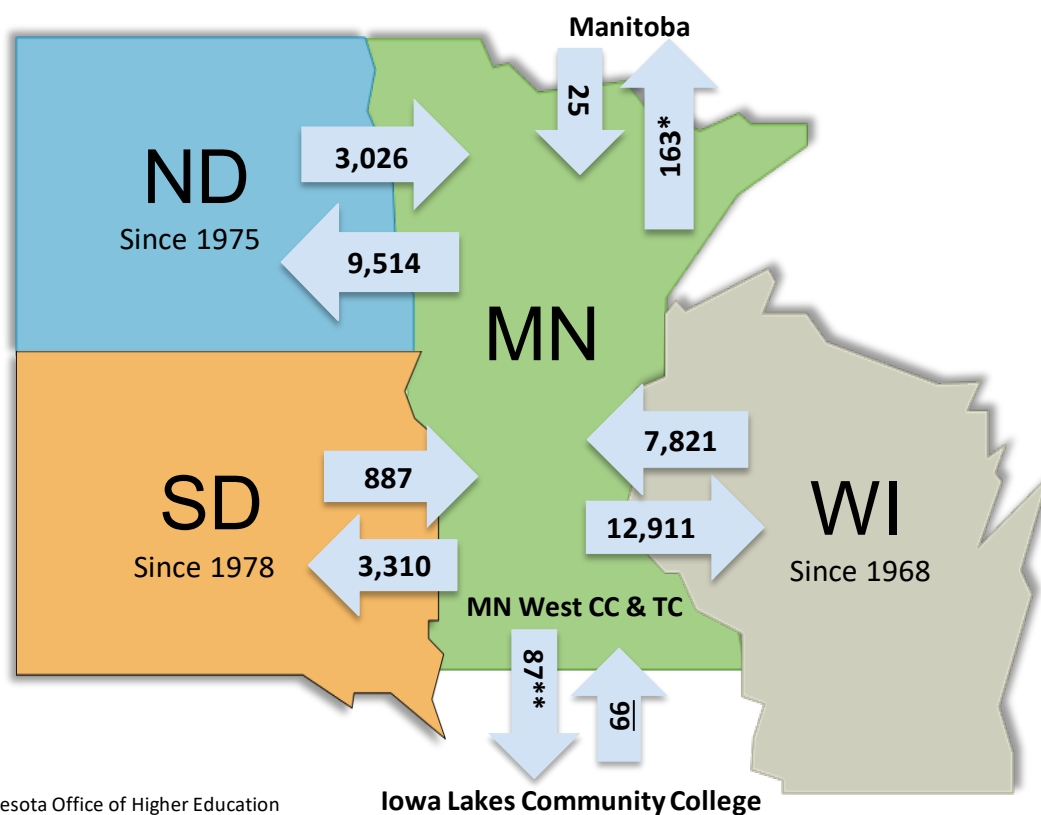 Manitoba
25
163*
ND
Since 1975
3,026
9,514
MN
SD
Since 1978
887
3,310
7,821
12,911
WI
Since 1968
MN West CC & TC
87**
99
esota Office of Higher Education
Iowa Lakes Community College